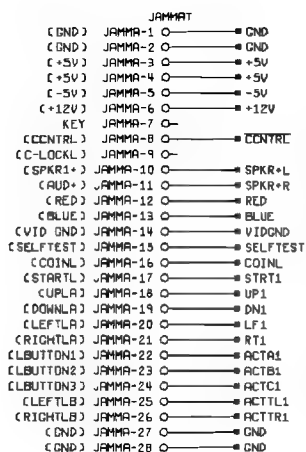 JAMMAT
(GND) JAMMA-1 GND
(GND) JAMMA-2 GND
(+5V) JAMMA-3 +5V
(+5V) JAMMA-4 +5V
(-5V) JAMMA-5 -5V
(+12V) JAMMA-6 +12V
KEY JAMMA-7
(CCNTRL) JAMMA-8 CCNTRL
(C-LOCKL) JAMMA-9
(SPKR1+) JAMMA-10 SPKR+L
(AUD+) JAMMA-11 SPKR+R
(RED) JAMMA-12 RED
(BLUE) JAMMA-13 BLUE
(VID GND) JAMMA-14 VIDGND
(SELFTEST) JAMMA-15 SELFTEST
(COINL) JAMMA-16 COINL
(STARTL) JAMMA-17 STRT1
(UPLA) JAMMA-18 UP1
(DOWNLA) JAMMA-19 DN1
(LEFTLA) JAMMA-20 LF1
(RIGHTLA) JAMMA-21 RT1
(LBUTTON1) JAMMA-22 ACTA1
(LBUTTON2) JAMMA-23 ACTB1
(LBUTTON3) JAMMA-24 ACTC1
(LEFTLB) JAMMA-25 ACTTL1
(RIGHTLB) JAMMA-26 ACTTR1
(GND) JAMMA-27 GND
(GND) JAMMA-28 GND